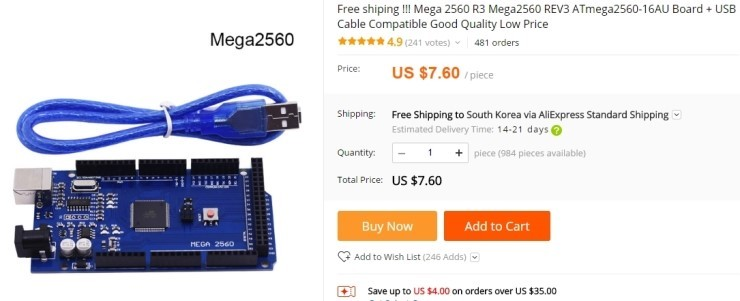 Mega2560
MEGA 2560
Free shiping !!! Mega 2560 R3 Mega2560 REV3 ATmega2560-16AU Board + USB
Cable Compatible Good Quality Low Price
4.9 (241 votes) 481 orders
Price: US $7.60 / piece
Shipping: Free Shipping to South Korea via AliExpress Standard Shipping
Estimated Delivery Time: 14-21 days ?
Quantity: − 1 + piece (984 pieces available)
Total Price: US $7.60
Buy Now Add to Cart
Add to Wish List (246 Adds)
Save up to US $4.00 on orders over US $35.00